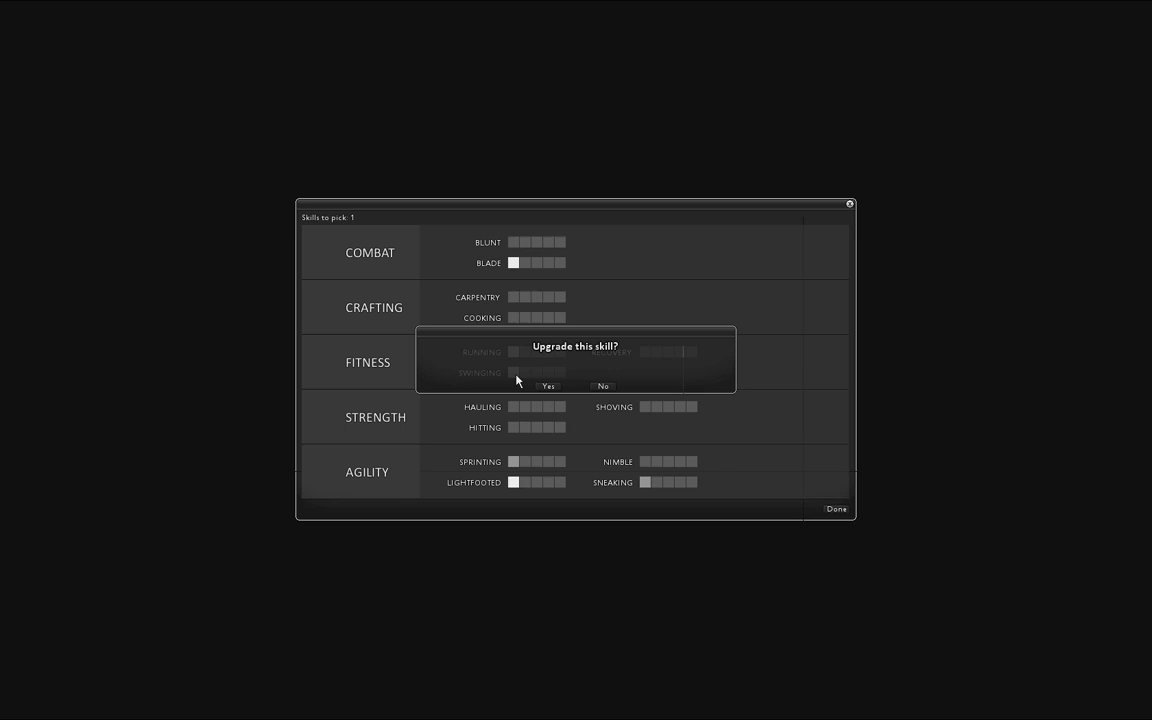 Skills to pick: 1
COMBAT
BLUNT
BLADE
CRAFTING
CARPENTRY
COOKING
FITNESS
RUNNING
RECOVERY
SWINGING
Upgrade this skill?
Yes No
STRENGTH
HAULING SHOVING
HITTING
AGILITY
SPRINTING NIMBLE
LIGHTFOOTED SNEAKING
Done